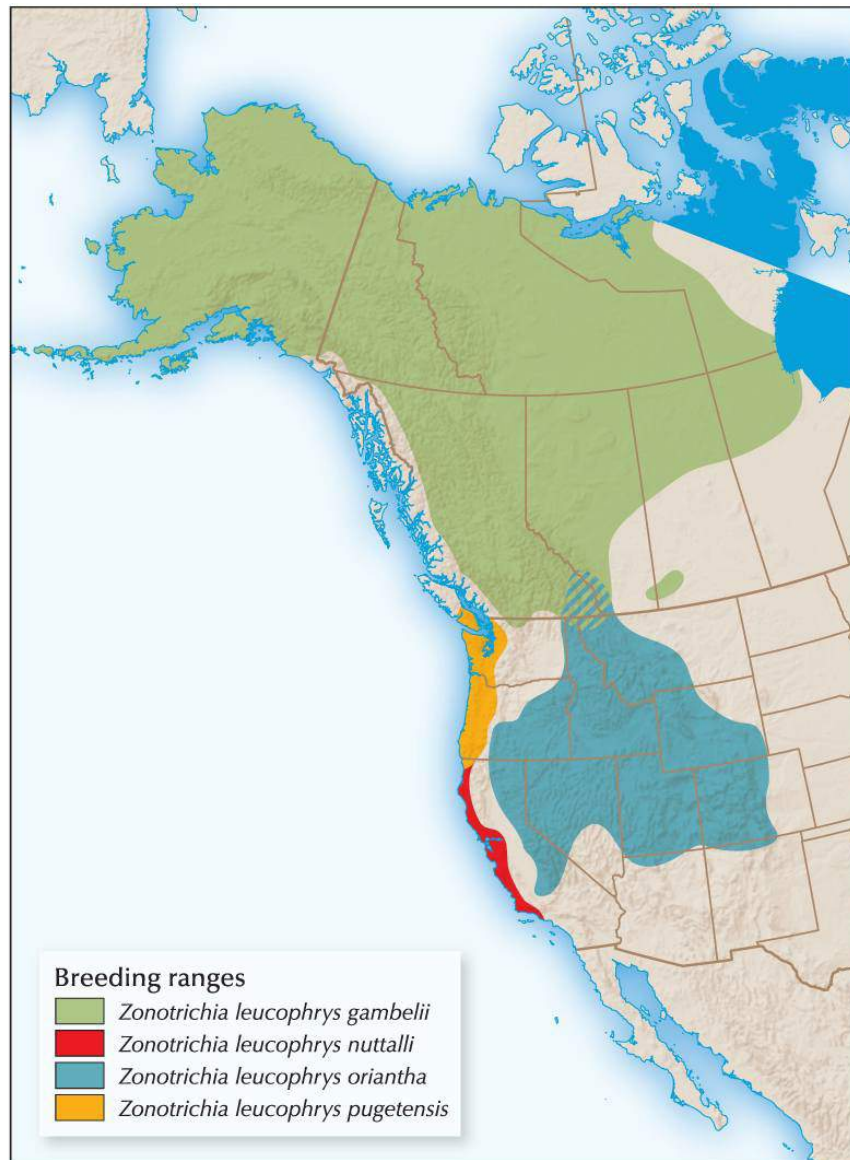 Breeding ranges
Zonotrichia leucophrys gambelii
Zonotrichia leucophrys nuttalli
Zonotrichia leucophrys oriantha
Zonotrichia leucophrys pugetensis